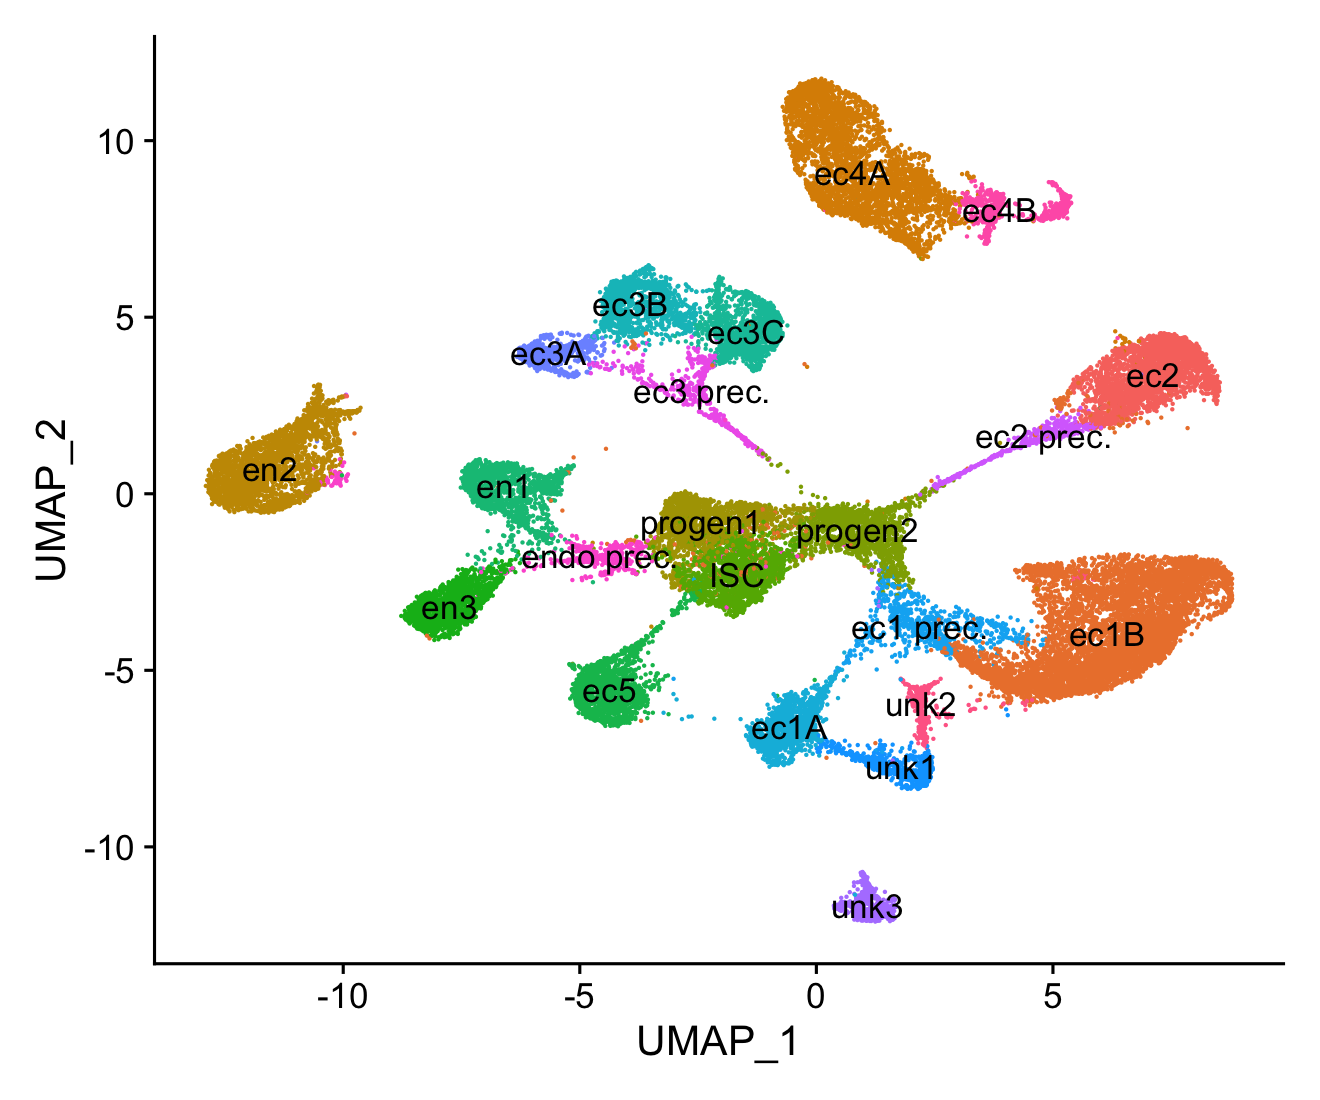 10
5
0
-5
-10
UMAP_2
ec4A
ec4B
ec3B
ec3C
ec3A
ec3 prec.
ec2
ec2 prec.
en2
en1
progen1
progen2
endo prec.
ISC
en3
ec1 prec.
ec1B
ec5
unk2
ec1A
unk1
unk3
-10
-5
0
5
UMAP_1